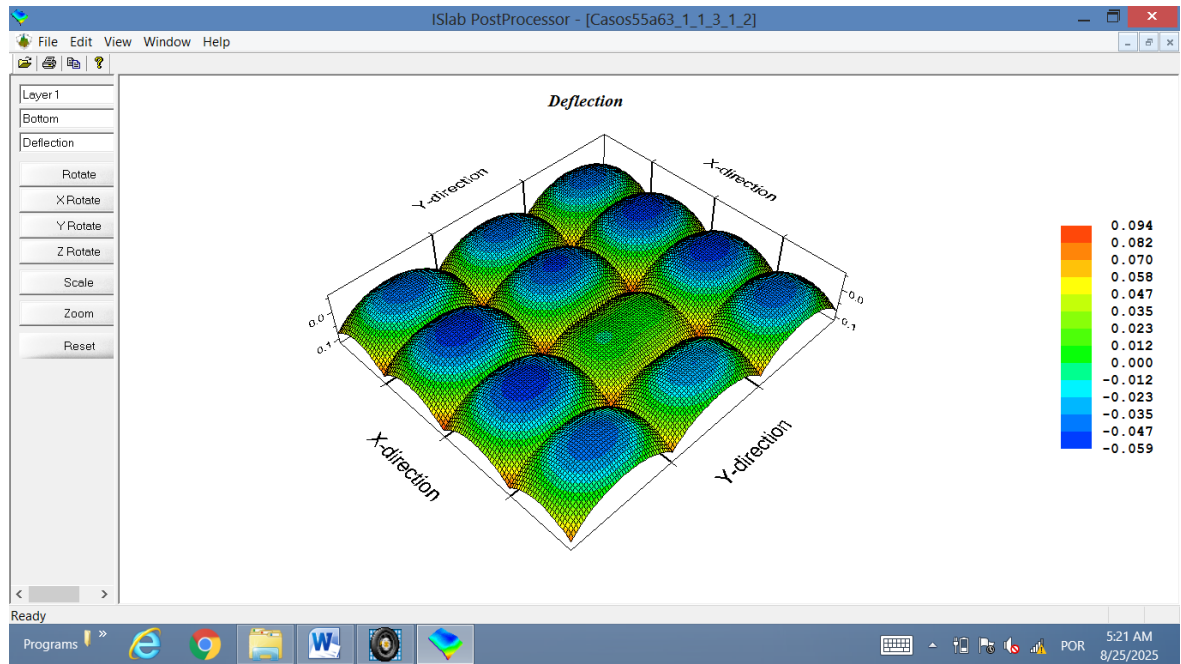 ISlab PostProcessor - [Casos55a63_1_1_3_1_2]
File Edit View Window Help
Layer 1
Bottom
Deflection
Rotate
X Rotate
Y Rotate
Z Rotate
Scale
Zoom
Reset
Deflection
Y-direction
X-direction
0.0
0.1
0.0
0.1
X-direction
Y-direction
0.094
0.082
0.070
0.058
0.047
0.035
0.023
0.012
0.000
-0.012
-0.023
-0.035
-0.047
-0.059
Ready
Programs
POR
5:21 AM
8/25/2025